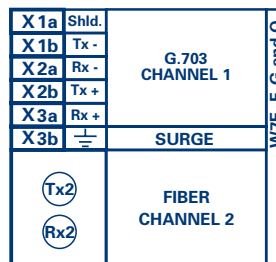 X1a Shld.
X1b Tx -
X2a Rx -
X2b Tx +
X3a Rx +
X3b
G.703
CHANNEL 1
SURGE
Tx2
Rx2
FIBER
CHANNEL 2